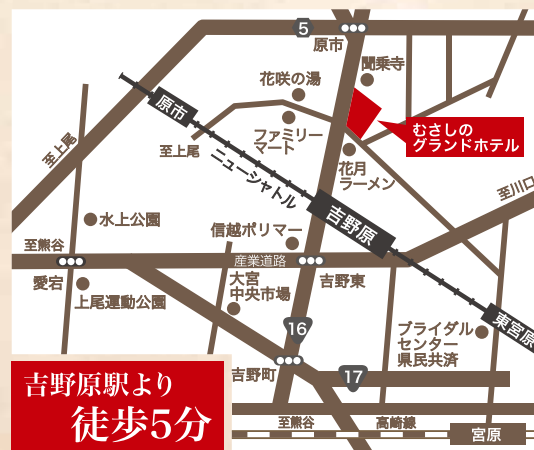 5
原市
聞乗寺
花咲の湯
原市
ファミリー
マート
むさしの
グランドホテル
至上尾
至上尾
ニューシャトル
花月
ラーメン
至川口
吉野原
水上公園
信越ポリマー
至熊谷
産業道路
愛宕
吉野東
大宮
中央市場
上尾運動公園
東宮原
16
ブライダル
センター
県民共済
吉野町
17
吉野原駅より
徒歩5分
至熊谷
高崎線
宮原